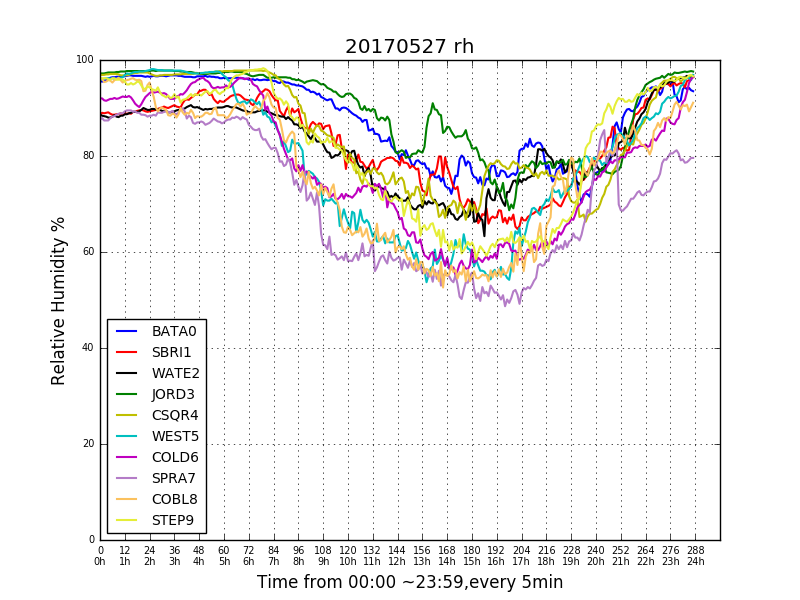 20170527 rh
100
80
60
40
20
0
Relative Humidity %
BATA0
SBRI1
WATE2
JORD3
CSQR4
WEST5
COLD6
SPRA7
COBL8
STEP9
0 12 24 36 48 60 72 84 96 108 120 132 144 156 168 180 192 204 216 228 240 252 264 276 288
0h 1h 2h 3h 4h 5h 6h 7h 8h 9h 10h 11h 12h 13h 14h 15h 16h 17h 18h 19h 20h 21h 22h 23h 24h
Time from 00:00 ~23:59,every 5min